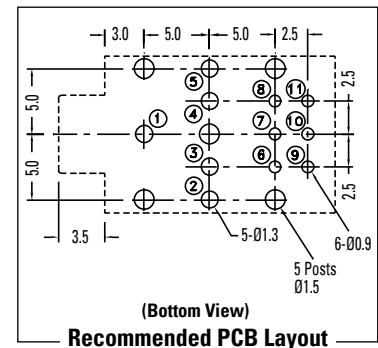 3.0 5.0 5.0 2.5
5 8 11
5.0 1 4 7 10 2.5
5.0 3 6 9 2.5
2
3.5 5-Ø1.3 6-Ø0.9
5 Posts
Ø1.5
(Bottom View)
Recommended PCB Layout